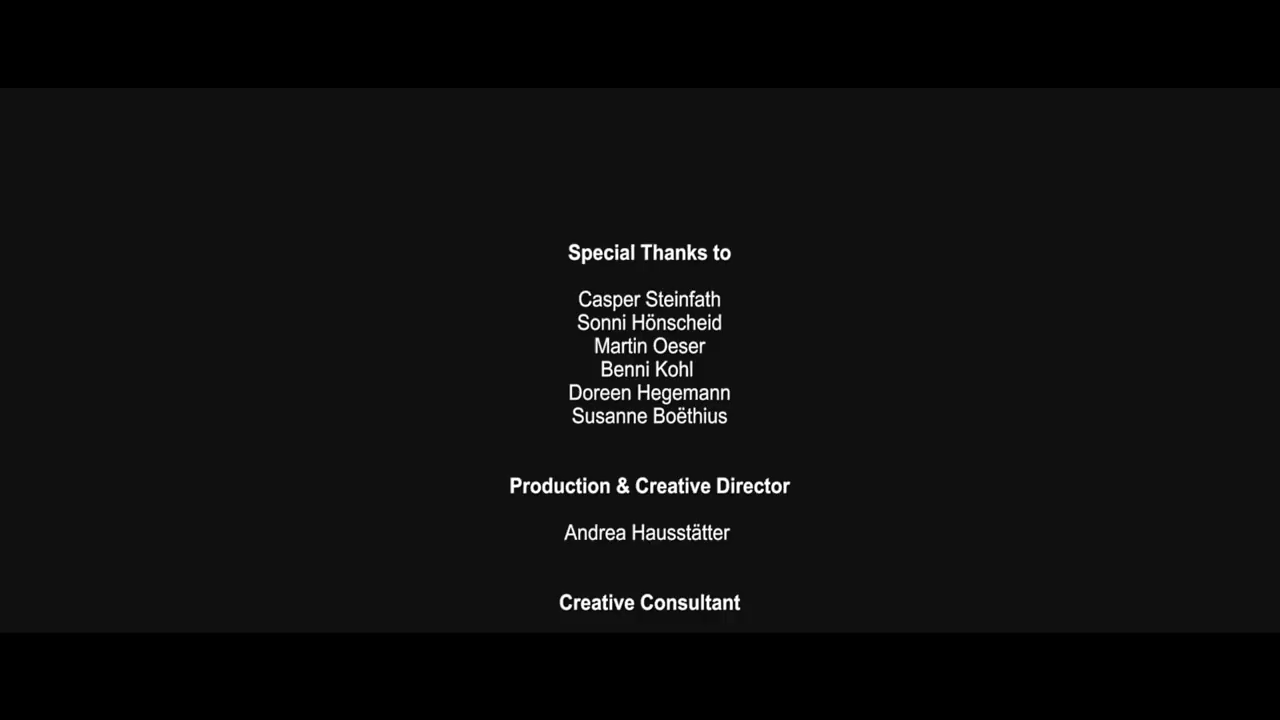 Special Thanks to
Casper Steinfath
Sonni Hönscheid
Martin Oeser
Benni Kohl
Doreen Hegemann
Susanne Boëthius
Production & Creative Director
Andrea Hausstätter
Creative Consultant